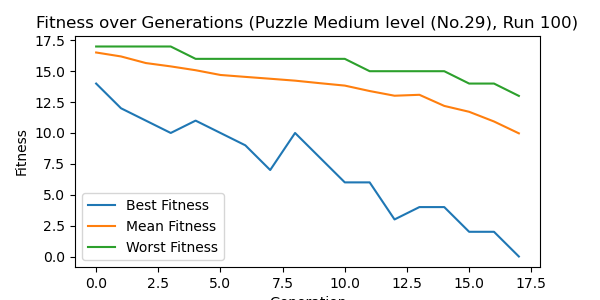 Fitness over Generations (Puzzle Medium level (No.29), Run 100)
17.5
15.0
12.5
10.0
7.5
5.0
2.5
0.0
Fitness
Best Fitness
Mean Fitness
Worst Fitness
0.0 2.5 5.0 7.5 10.0 12.5 15.0 17.5
Generation